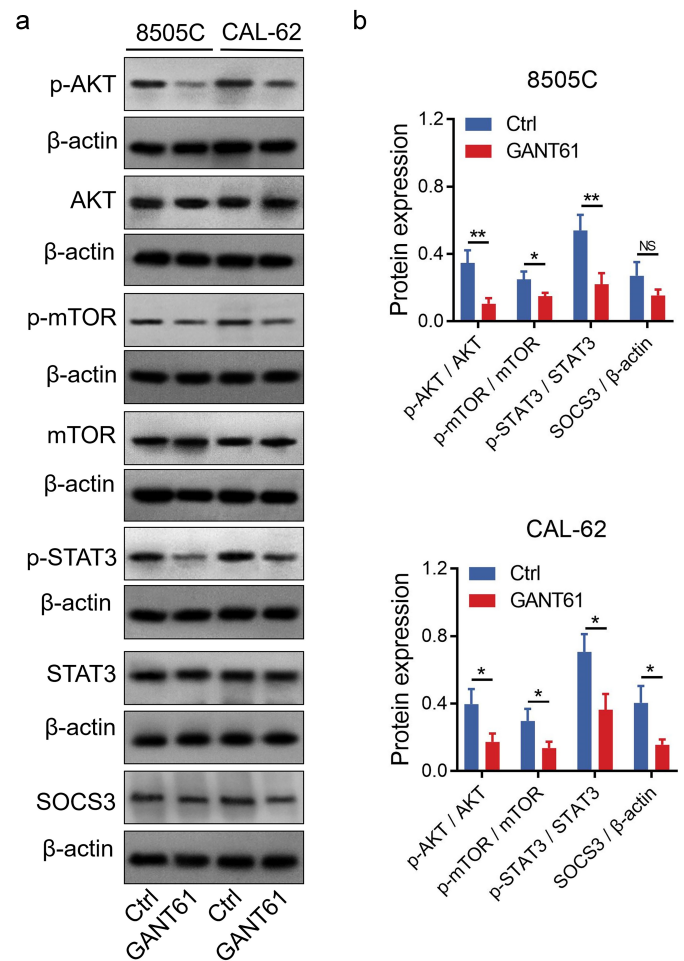 a
8505C CAL-62
p-AKT
β-actin
AKT
β-actin
p-mTOR
β-actin
mTOR
β-actin
p-STAT3
β-actin
STAT3
β-actin
SOCS3
β-actin
Ctrl
GANT61
Ctrl
GANT61
b
8505C
Protein expression
1.2
0.8
0.4
0.0
Ctrl
GANT61
**
*
**
NS
p-AKT / AKT
p-mTOR / mTOR
p-STAT3 / STAT3
SOCS3 / β-actin
CAL-62
Protein expression
1.2
0.8
0.4
0.0
Ctrl
GANT61
*
*
*
*
p-AKT / AKT
p-mTOR / mTOR
p-STAT3 / STAT3
SOCS3 / β-actin